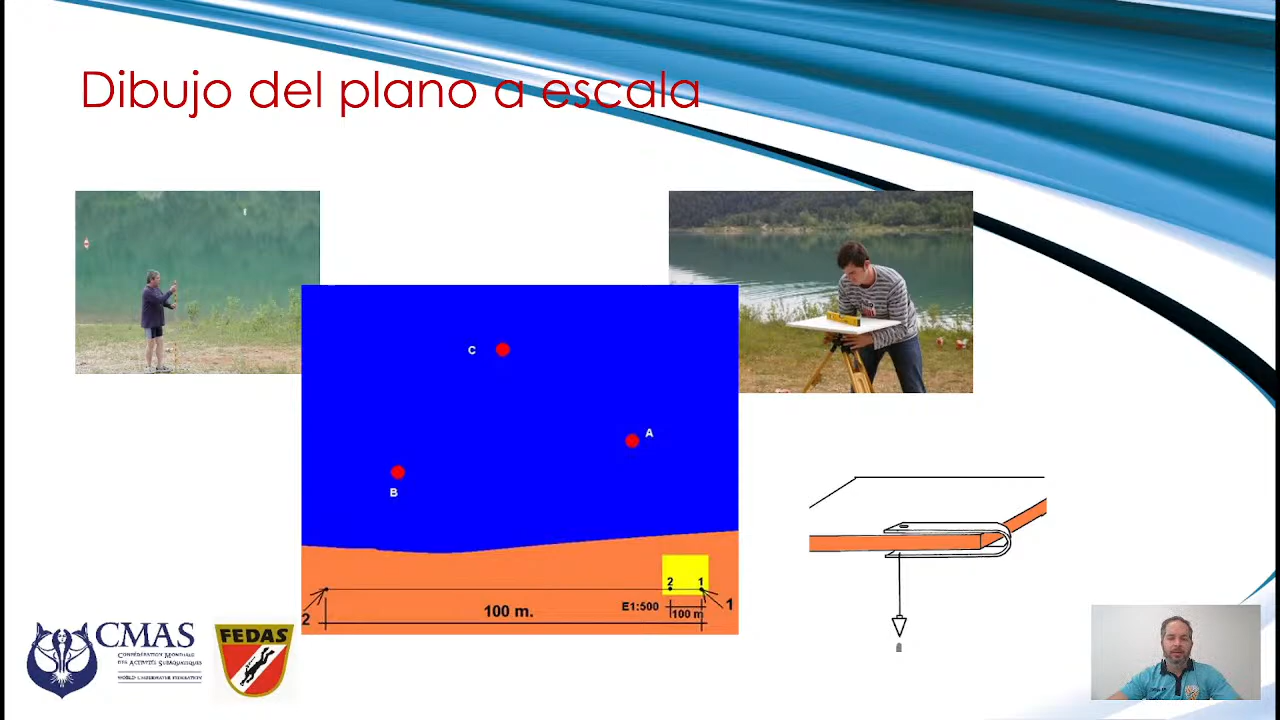 Dibujo del plano a escala
C
A
B
2
1
E1:500
100 m
100 m.
1
2
CMAS
CONFÉDÉRATION MONDIALE
DES ACTIVITÉS SUBAQUATIQUES
WORLD UNDERWATER FEDERATION
FEDAS